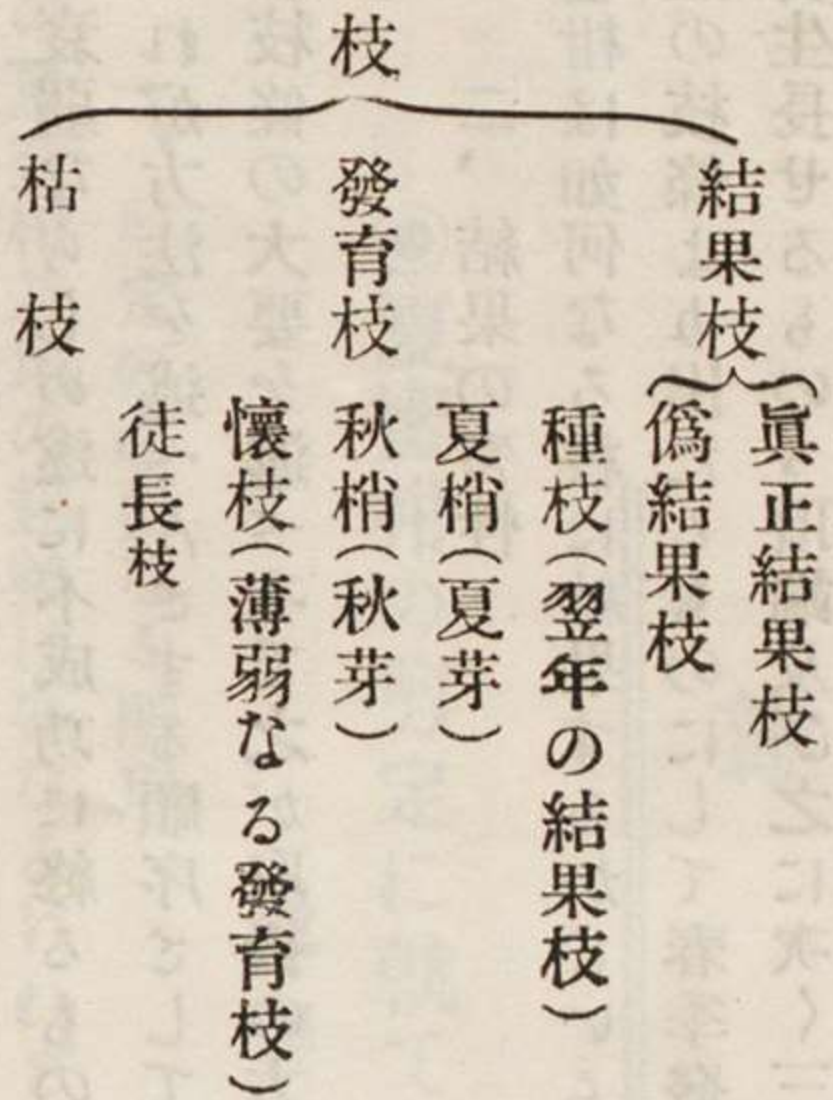 枝
結果枝
眞正結果枝
僞結果枝
發育枝
種枝(翌年の結果枝)
夏梢(夏芽)
秋梢(秋芽)
懷枝(薄弱なる發育枝)
徒長枝
枯枝